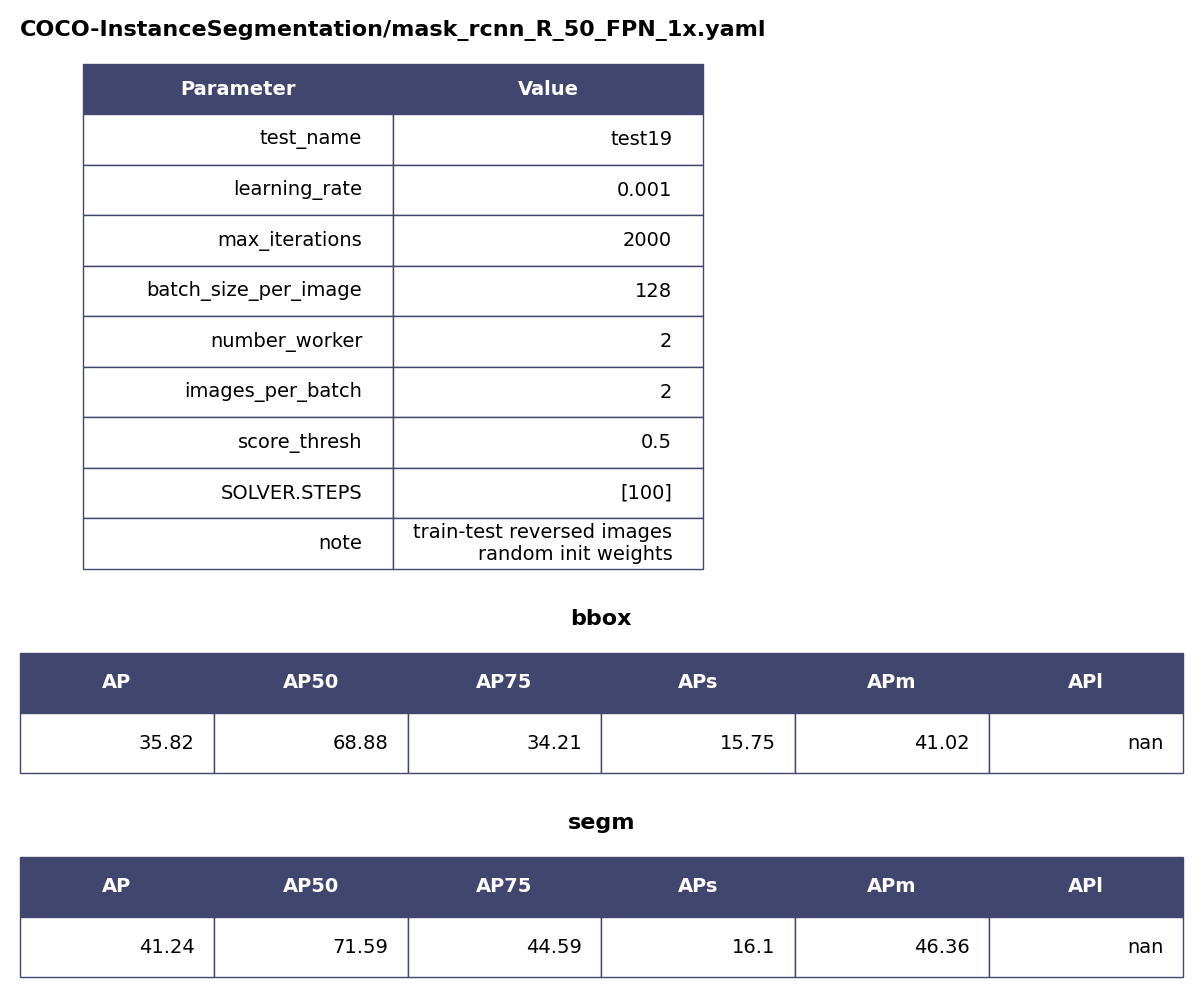 COCO-InstanceSegmentation/mask_rcnn_R_50_FPN_1x.yaml
Parameter Value
test_name test19
learning_rate 0.001
max_iterations 2000
batch_size_per_image 128
number_worker 2
images_per_batch 2
score_thresh 0.5
SOLVER.STEPS [100]
note train-test reversed images
random init weights
bbox
AP AP50 AP75 APs APm APl
35.82 68.88 34.21 15.75 41.02 nan
segm
AP AP50 AP75 APs APm APl
41.24 71.59 44.59 16.1 46.36 nan